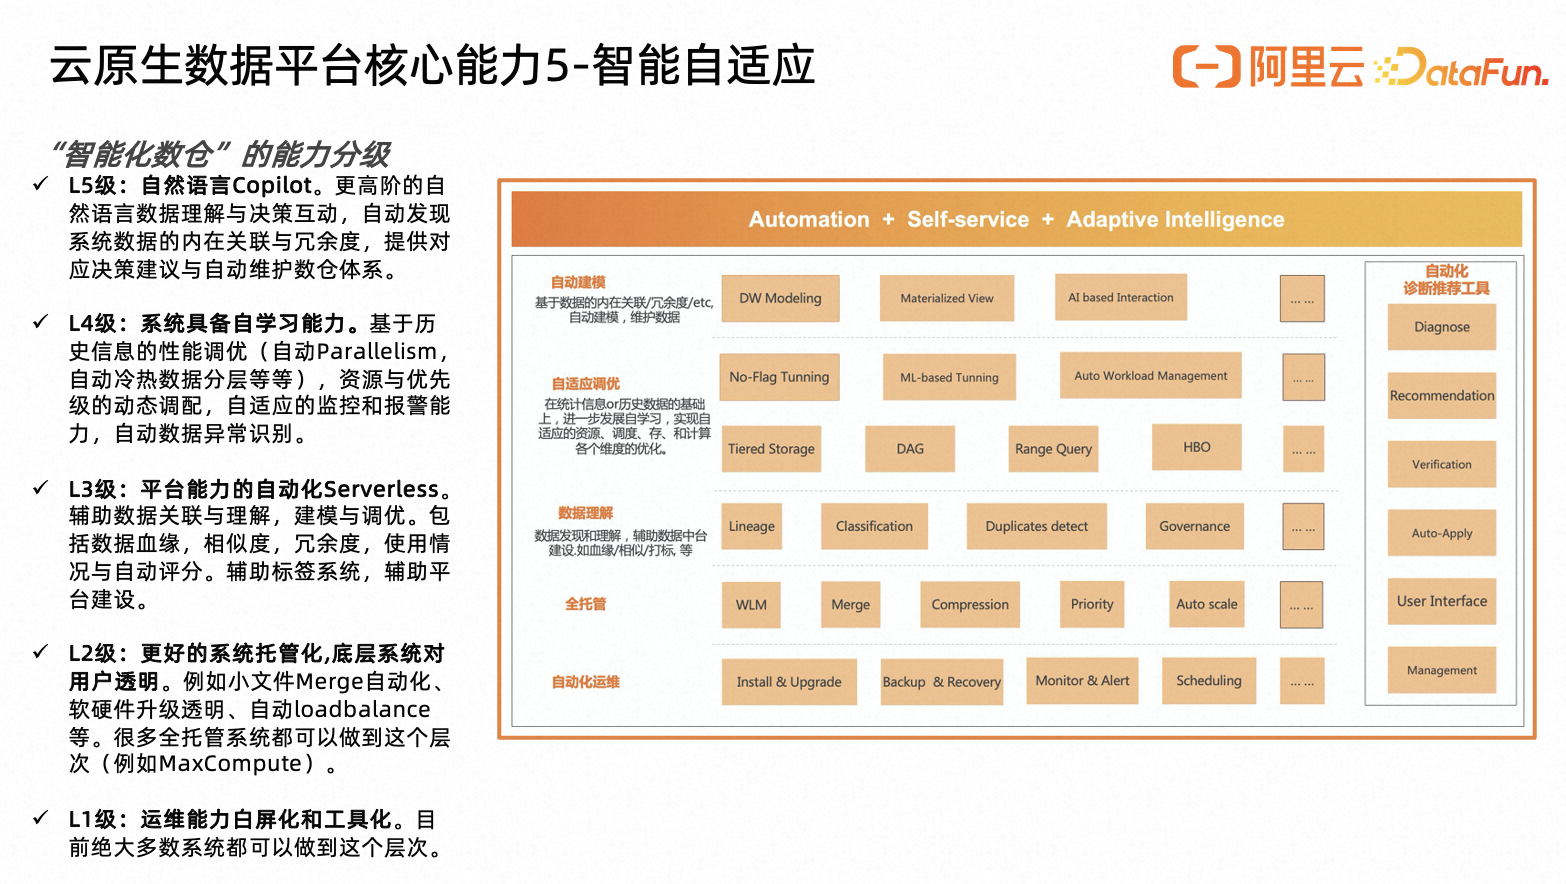 云原生数据平台核心能力5-智能自适应
阿里云 DataFun.
“智能化数仓”的能力分级
✓ L5级：自然语言Copilot。更高阶的自
然语言数据理解与决策互动，自动发现
系统数据的内在关联与冗余度，提供对
应决策建议与自动维护数仓体系。
✓ L4级：系统具备自学习能力。基于历
史信息的性能调优（自动Parallelism，
自动冷热数据分层等等），资源与优先
级的动态调配，自适应的监控和报警能
力，自动数据异常识别。
✓ L3级：平台能力的自动化Serverless。
辅助数据关联与理解，建模与调优。包
括数据血缘，相似度，冗余度，使用情
况与自动评分。辅助标签系统，辅助平
台建设。
✓ L2级：更好的系统托管化,底层系统对
用户透明。例如小文件Merge自动化、
软硬件升级透明、自动loadbalance
等。很多全托管系统都可以做到这个层
次（例如MaxCompute）。
✓ L1级：运维能力白屏化和工具化。目
前绝大多数系统都可以做到这个层次。
Automation + Self-service + Adaptive Intelligence
自动建模
基于数据的内在关联/冗余度/etc,
自动建模，维护数据
DW Modeling
Materialized View
AI based Interaction
... ...
自适应调优
在统计信息or历史数据的基础
上，进一步发展自学习，实现自
适应的资源、调度、存、和计算
各个维度的优化。
No-Flag Tunning
ML-based Tunning
Auto Workload Management
... ...
Tiered Storage
DAG
Range Query
HBO
... ...
数据理解
数据发现和理解，辅助数据中台
建设.如血缘/相似/打标, 等
Lineage
Classification
Duplicates detect
Governance
... ...
全托管
WLM
Merge
Compression
Priority
Auto scale
... ...
自动化运维
Install & Upgrade
Backup & Recovery
Monitor & Alert
Scheduling
... ...
自动化
诊断推荐工具
Diagnose
Recommendation
Verification
Auto-Apply
User Interface
Management